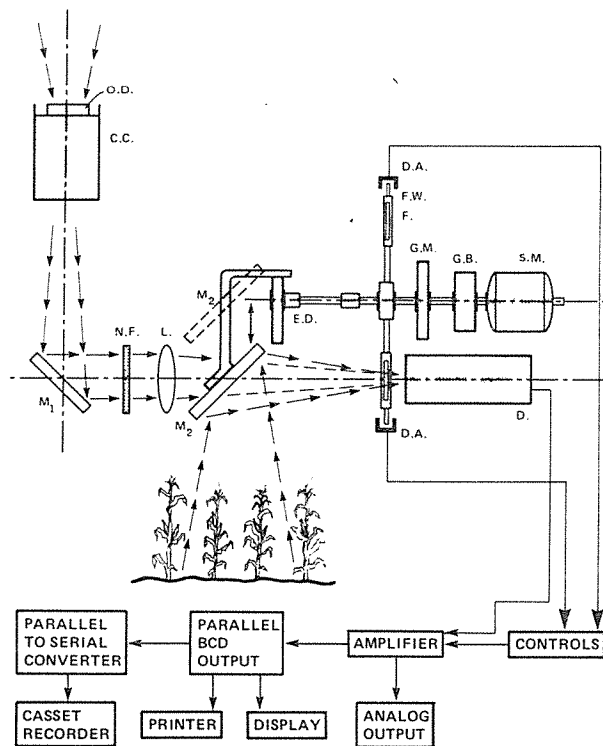 O.D.
C.C.
D.A.
F.W.
F.
G.M.
G.B.
S.M.
M2
E.D.
N.F.
L.
M1
M2
D.
D.A.
PARALLEL
TO SERIAL
CONVERTER
PARALLEL
BCD
OUTPUT
AMPLIFIER
CONTROLS
CASSET
RECORDER
PRINTER
DISPLAY
ANALOG
OUTPUT